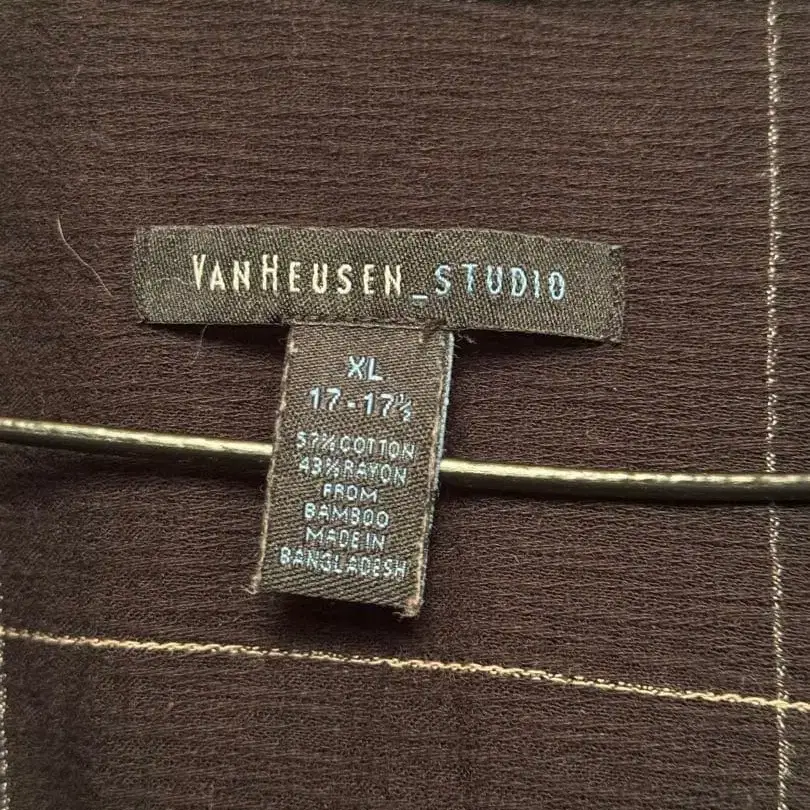 VANHEUSEN_STUDIO
XL
17-17½
57% COTTON
43% RAYON
FROM
BAMBOO
MADE IN
BANGLADESH